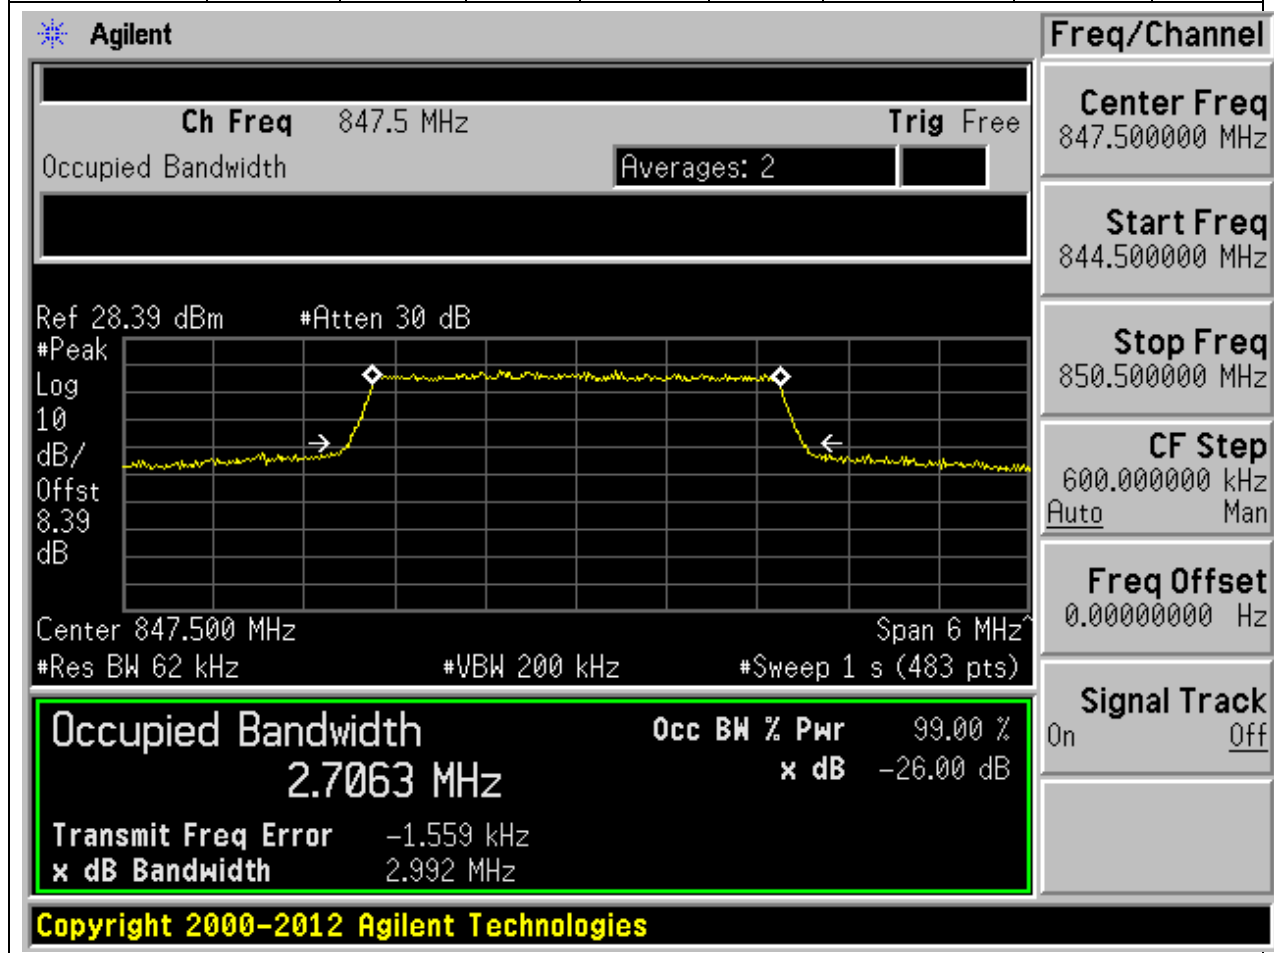 Agilent
Freq/Channel
Ch Freq 847.5 MHz Trig Free
Occupied Bandwidth Averages: 2
Center Freq
847.500000 MHz
Start Freq
844.500000 MHz
Stop Freq
850.500000 MHz
CF Step
600.000000 kHz
Auto Man
Freq Offset
0.00000000 Hz
Signal Track
On Off
Ref 28.39 dBm #Atten 30 dB
#Peak
Log
10
dB/
Offst
8.39
dB
Center 847.500 MHz Span 6 MHz^
#Res BW 62 kHz #VBW 200 kHz #Sweep 1 s (483 pts)
Occupied Bandwidth Occ BW % Pwr 99.00 %
2.7063 MHz x dB -26.00 dB
Transmit Freq Error -1.559 kHz
x dB Bandwidth 2.992 MHz
Copyright 2000-2012 Agilent Technologies